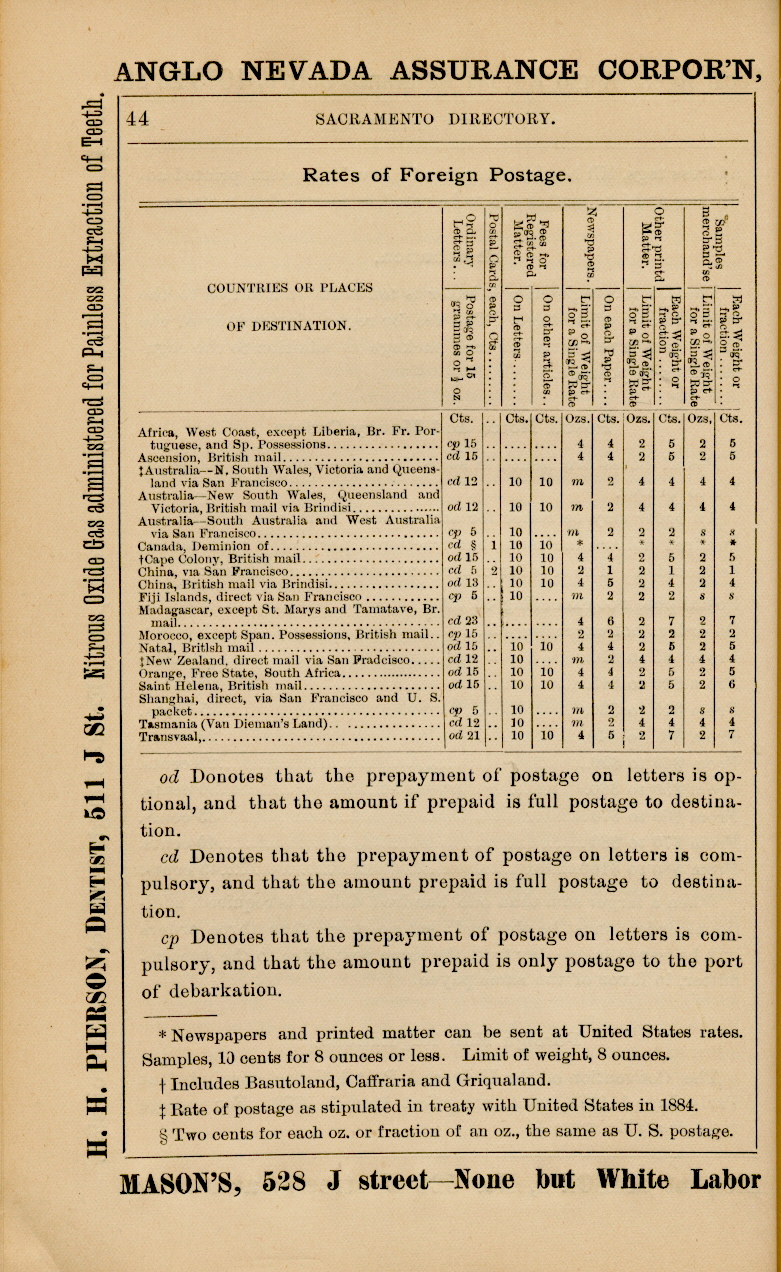 ANGLO NEVADA ASSURANCE CORPOR'N,
H. H. PIERSON, DENTIST, 511 J St. Nitrous Oxide Gas administered for Painless Extraction of Teeth.
44 SACRAMENTO DIRECTORY.
Rates of Foreign Postage.
COUNTRIES OR PLACES
OF DESTINATION.
Ordinary
Letters...
Postage for 15
grammes or ½ oz.
Postal Cards, each, Cts.........
Fees for
Registered
Matter.
On Letters.......
On other articles..
Newspapers.
Limit of Weight
for a Single Rate
On each Paper....
Other print'd
Matter.
Limit of Weight
for a Single Rate
Each Weight or
fraction........
Samples
merchand'se
Limit of Weight
for a Single Rate
Each Weight or
fraction........
Cts. .. Cts. Cts. Ozs. Cts. Ozs. Cts. Ozs, Cts.
Africa, West Coast, except Liberia, Br. Fr. Por-
tuguese, and Sp. Possessions................ cp 15 .. .... .... 4 4 2 5 2 5
Ascension, British mail...................... cd 15 .. .... .... 4 4 2 5 2 5
‡Australia--N. South Wales, Victoria and Queens-
land via San Francisco..................... cd 12 .. 10 10 m 2 4 4 4 4
Australia—New South Wales, Queensland and
Victoria, British mail via Brindisi............... od 12 .. 10 10 m 2 4 4 4 4
Australia—South Australia and West Australia
via San Francisco.......................... cp 5 .. 10 .... m 2 2 2 s s
Canada, Deminion of........................ cd § 1 10 10 * .... * * * *
†Cape Colony, British mail.................... od 15 .. 10 10 4 4 2 5 2 5
China, via San Francisco..................... cd 5 2 10 10 2 1 2 1 2 1
China, British mail via Brindisi................ od 13 .. 10 10 4 5 2 4 2 4
Fiji Islands, direct via San Francisco ........... cp 5 .. 10 .... m 2 2 2 s s
Madagascar, except St. Marys and Tamatave, Br.
mail........................................ cd 23 .. .... .... 4 6 2 7 2 7
Morocco, except Span. Possessions, British mail.. cp 15 .. .... .... 2 2 2 2 2 2
Natal, British mail .......................... od 15 .. 10 10 4 4 2 5 2 5
‡New Zealand, direct mail via San Fradcisco..... cd 12 .. 10 .... m 2 4 4 4 4
Orange, Free State, South Africa................. od 15 .. 10 10 4 4 2 5 2 5
Saint Helena, British mail.................... od 15 .. 10 10 4 4 2 5 2 6
Shanghai, direct, via San Francisco and U. S.
packet...................................... cp 5 .. 10 .... m 2 2 2 s s
Tasmania (Van Dieman's Land).. .............. cd 12 .. 10 .... m 2 4 4 4 4
Transvaal,................................... od 21 .. 10 10 4 5 2 7 2 7
od Donotes that the prepayment of postage on letters is op-
tional, and that the amount if prepaid is full postage to destina-
tion.
cd Denotes that the prepayment of postage on letters is com-
pulsory, and that the amount prepaid is full postage to destina-
tion.
cp Denotes that the prepayment of postage on letters is com-
pulsory, and that the amount prepaid is only postage to the port
of debarkation.
* Newspapers and printed matter can be sent at United States rates.
Samples, 10 cents for 8 ounces or less. Limit of weight, 8 ounces.
† Includes Basutoland, Caffraria and Griqualand.
‡ Rate of postage as stipulated in treaty with United States in 1884.
§ Two cents for each oz. or fraction of an oz., the same as U. S. postage.
MASON'S, 528 J street—None but White Labor